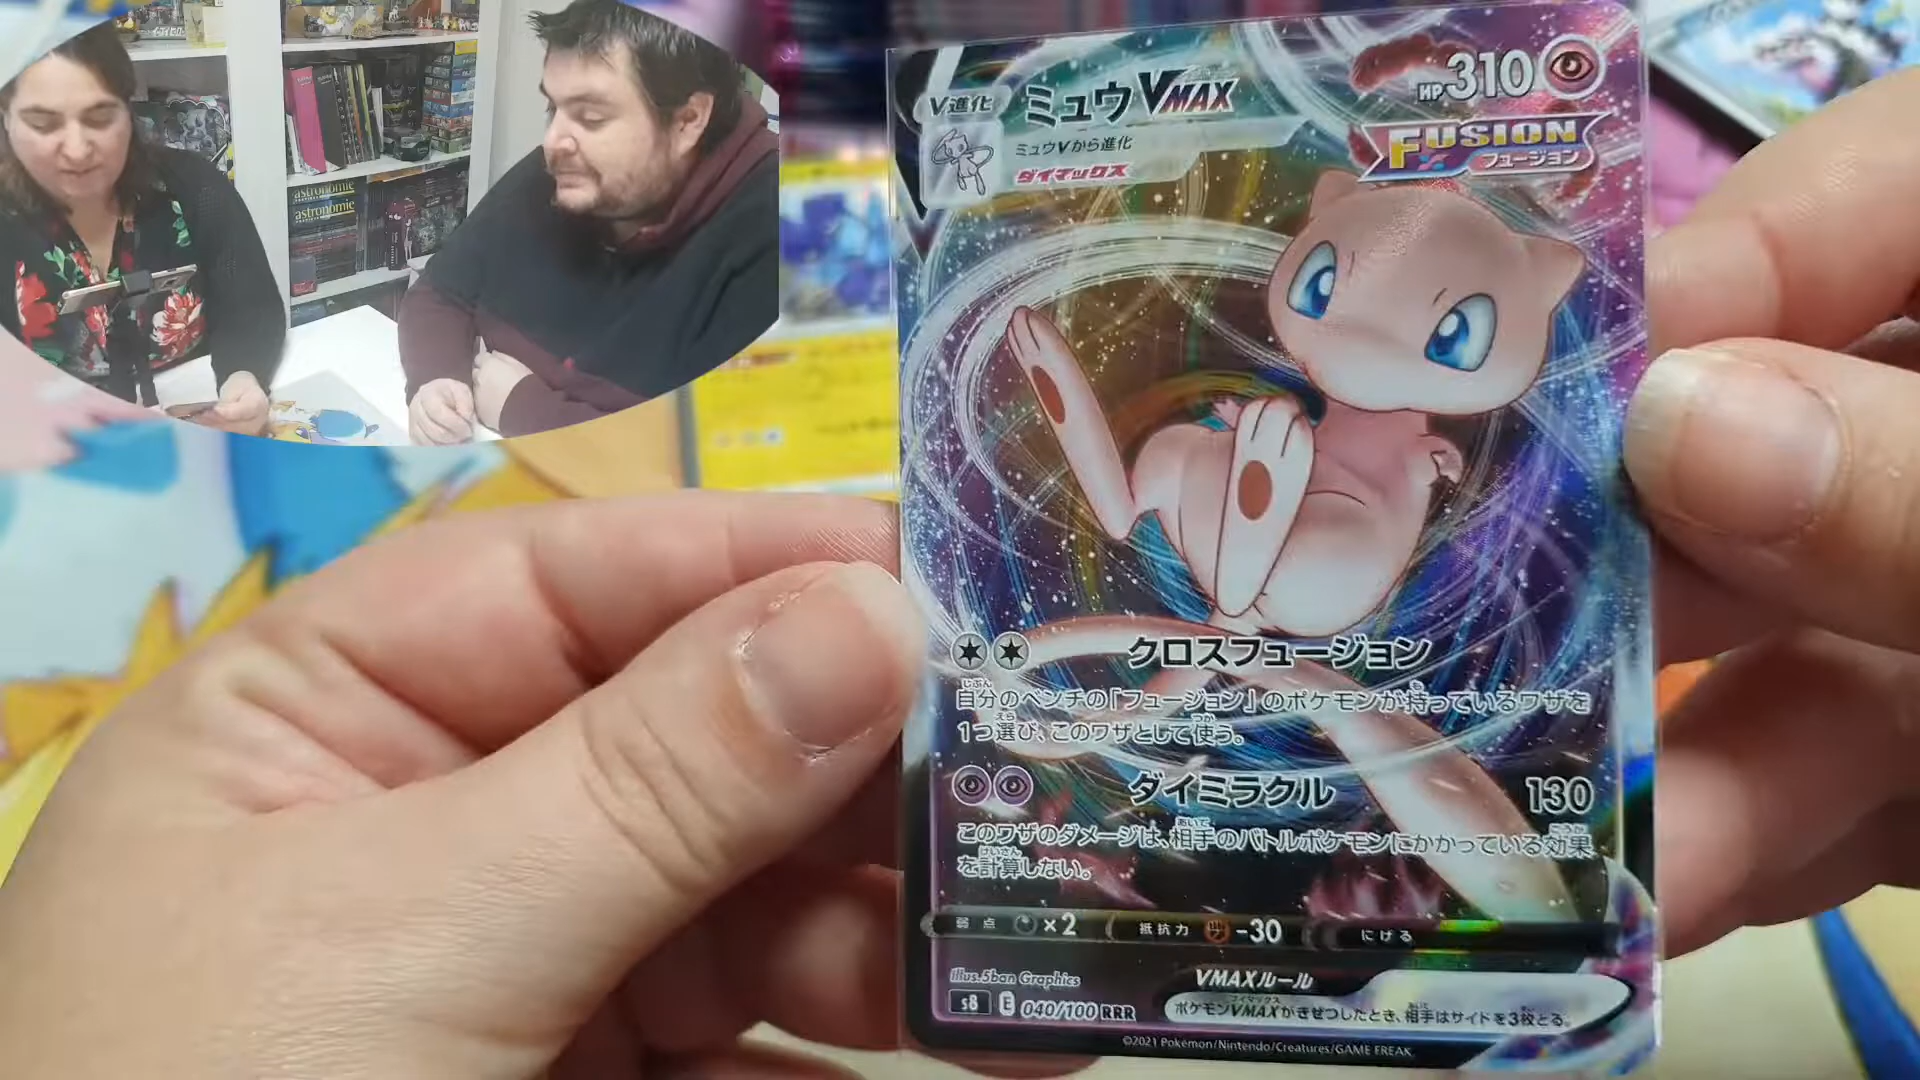 astronomie
astronomie
V進化
ミュウVMAX
HP310
ミュウVから進化
ダイマックス
FUSION
フュージョン
クロスフュージョン
自分のベンチの「フュージョン」のポケモンが持っているワザを
1つ選び、このワザとして使う。
ダイミラクル 130
このワザのダメージは、相手のバトルポケモンにかかっている効果
を計算しない。
弱点 ×2 抵抗力 -30 にげる
illus.5ban Graphics
VMAXルール
s8 E 040/100 RRR
ポケモンVMAXがきぜつしたとき、相手はサイドを3枚とる。
©2021 Pokémon/Nintendo/Creatures/GAME FREAK